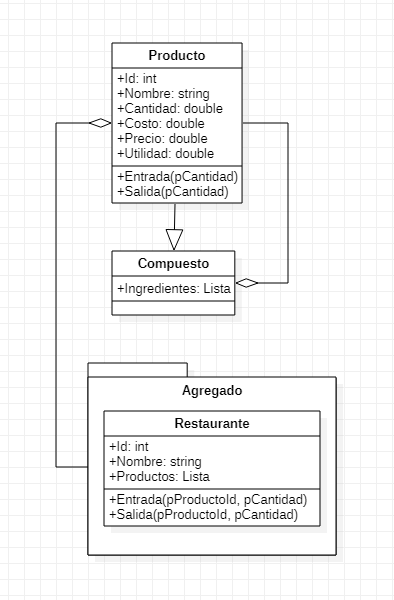 Producto
+Id: int
+Nombre: string
+Cantidad: double
+Costo: double
+Precio: double
+Utilidad: double
+Entrada(pCantidad)
+Salida(pCantidad)
Compuesto
+Ingredientes: Lista
Agregado
Restaurante
+Id: int
+Nombre: string
+Productos: Lista
+Entrada(pProductoId, pCantidad)
+Salida(pProductoId, pCantidad)